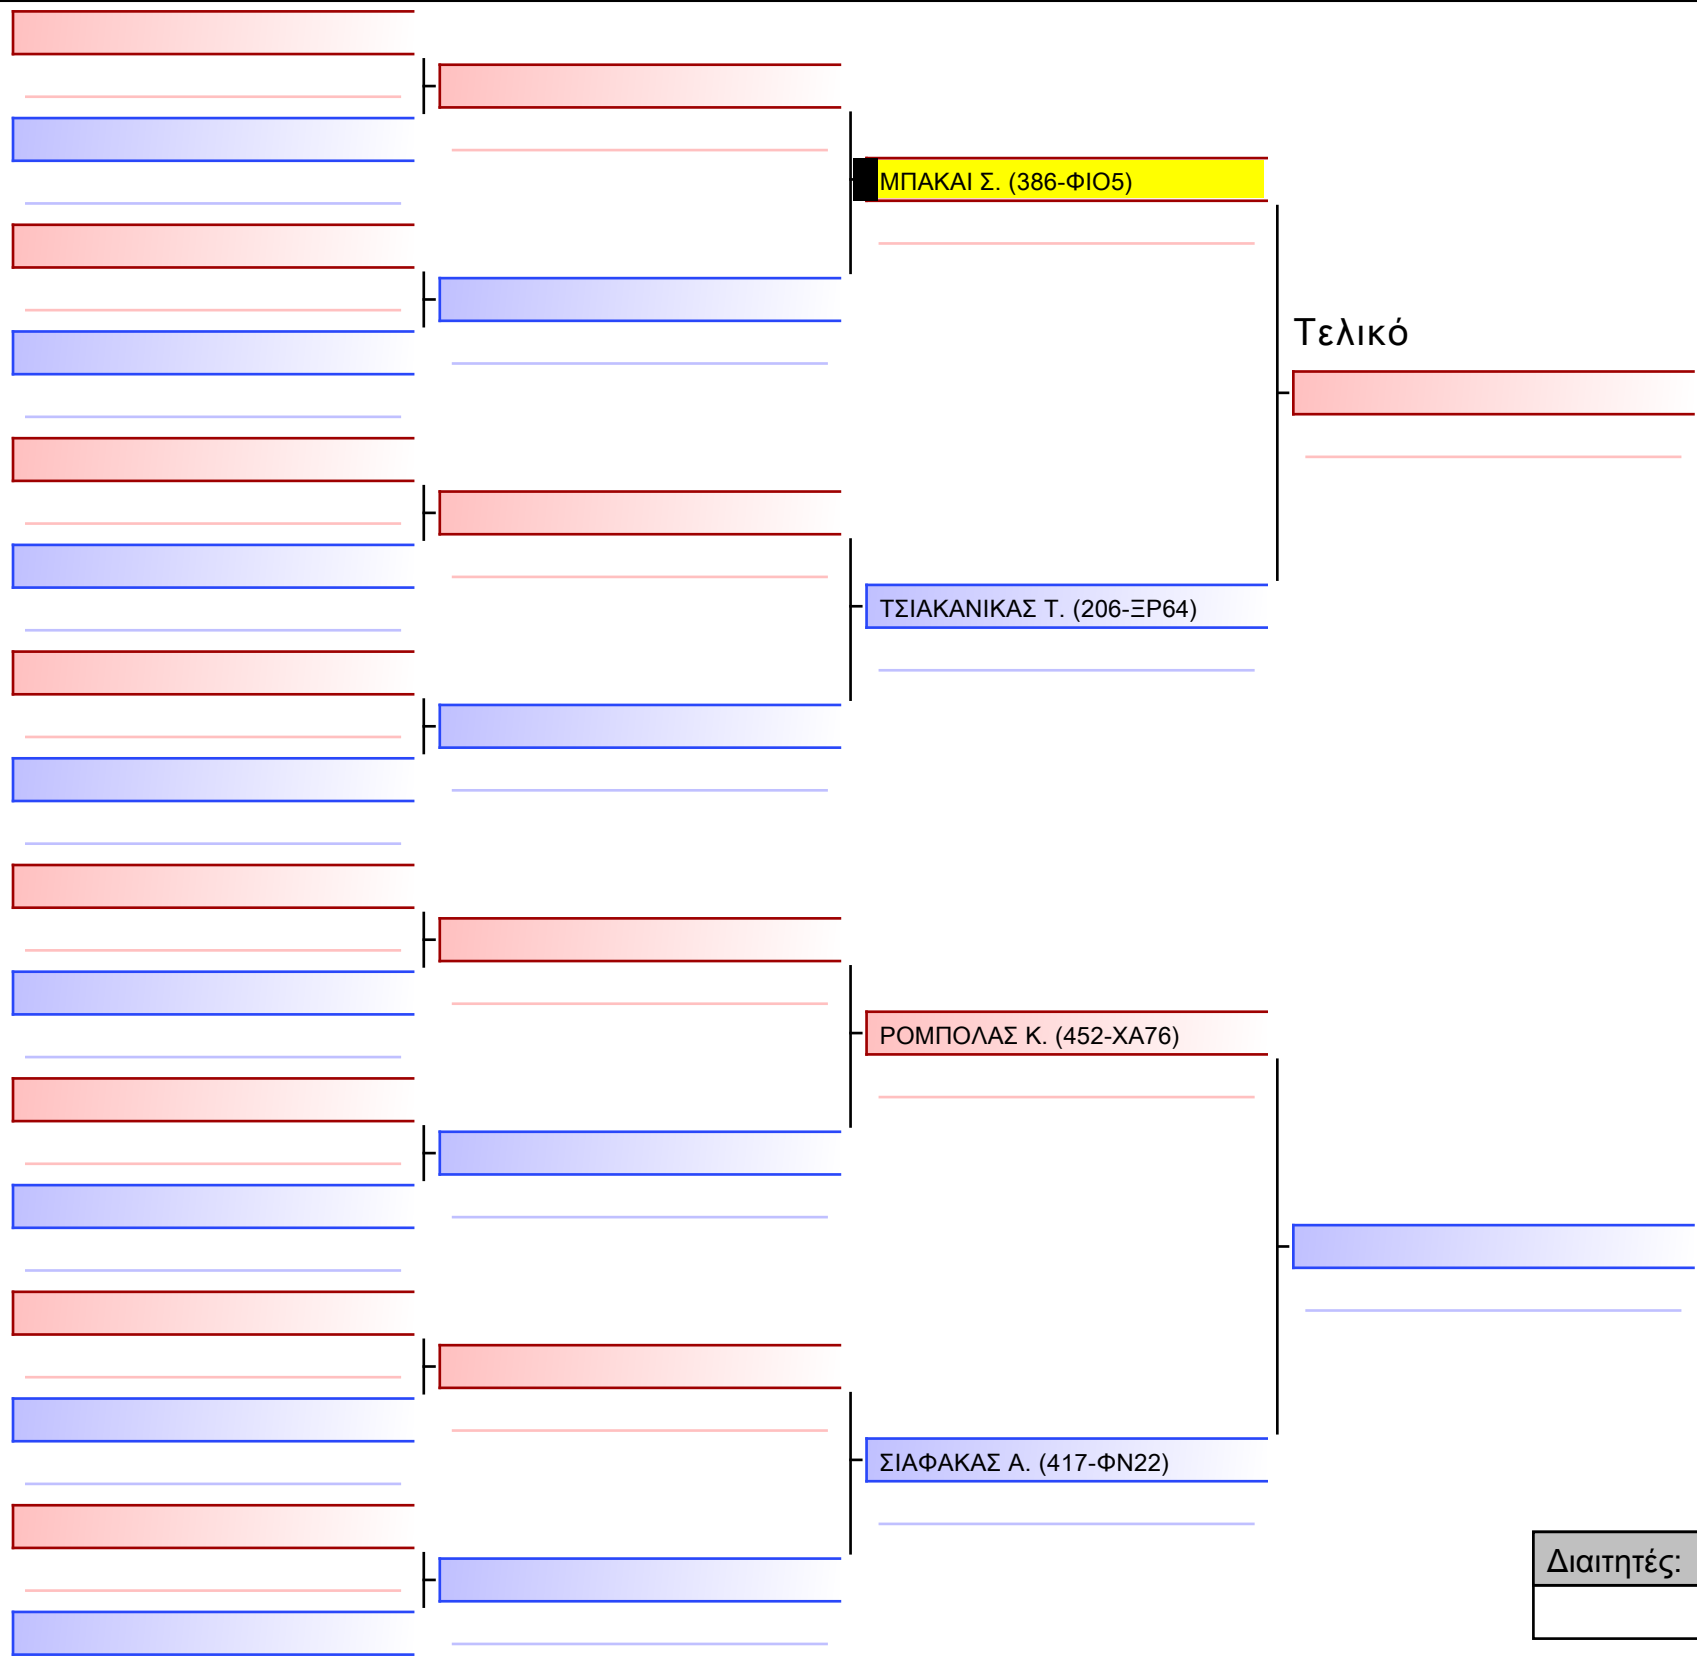 ΜΠΑΚΑΙ Σ. (386-ΦΙΟ5)
Τελικό
ΤΣΙΑΚΑΝΙΚΑΣ Τ. (206-ΞΡ64)
ΡΟΜΠΟΛΑΣ Κ. (452-ΧΑ76)
ΣΙΑΦΑΚΑΣ Α. (417-ΦΝ22)
Διαιτητές: